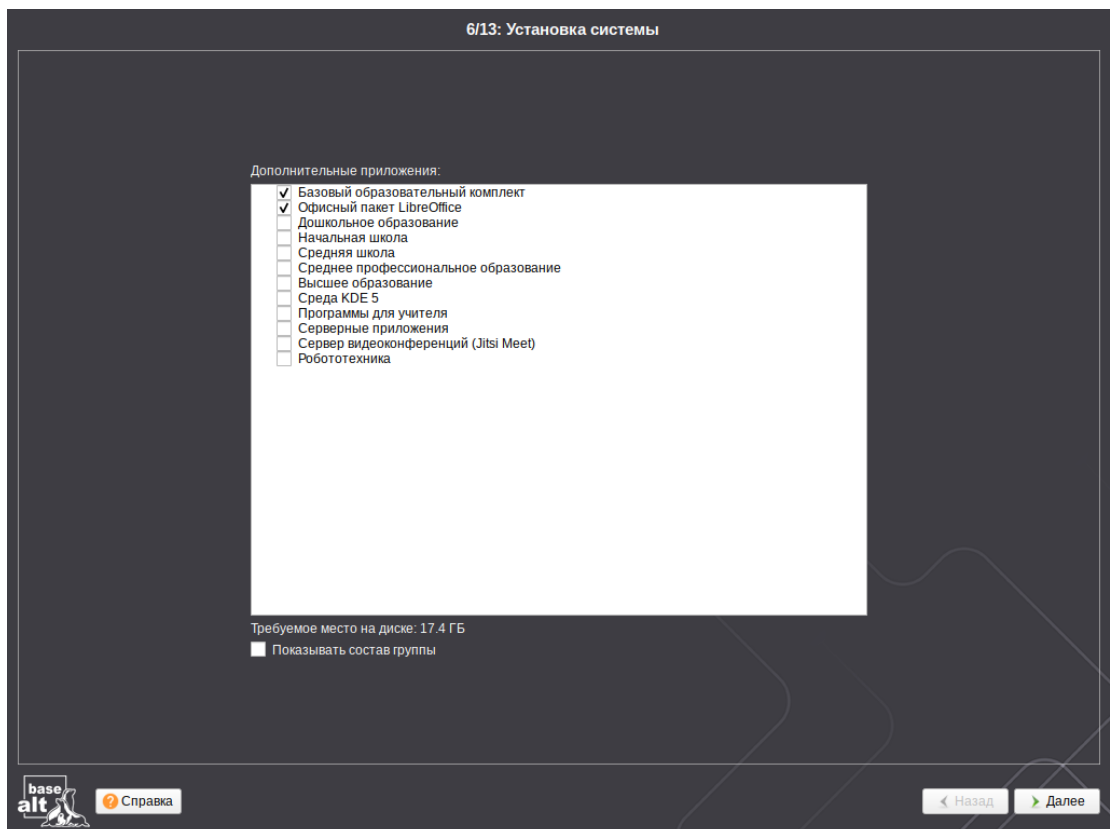 6/13: Установка системы
Дополнительные приложения:
Базовый образовательный комплект
Офисный пакет LibreOffice
Дошкольное образование
Начальная школа
Средняя школа
Среднее профессиональное образование
Высшее образование
Среда KDE 5
Программы для учителя
Серверные приложения
Сервер видеоконференций (Jitsi Meet)
Робототехника
Требуемое место на диске: 17.4 ГБ
Показывать состав группы
base
alt
Справка
Назад
Далее